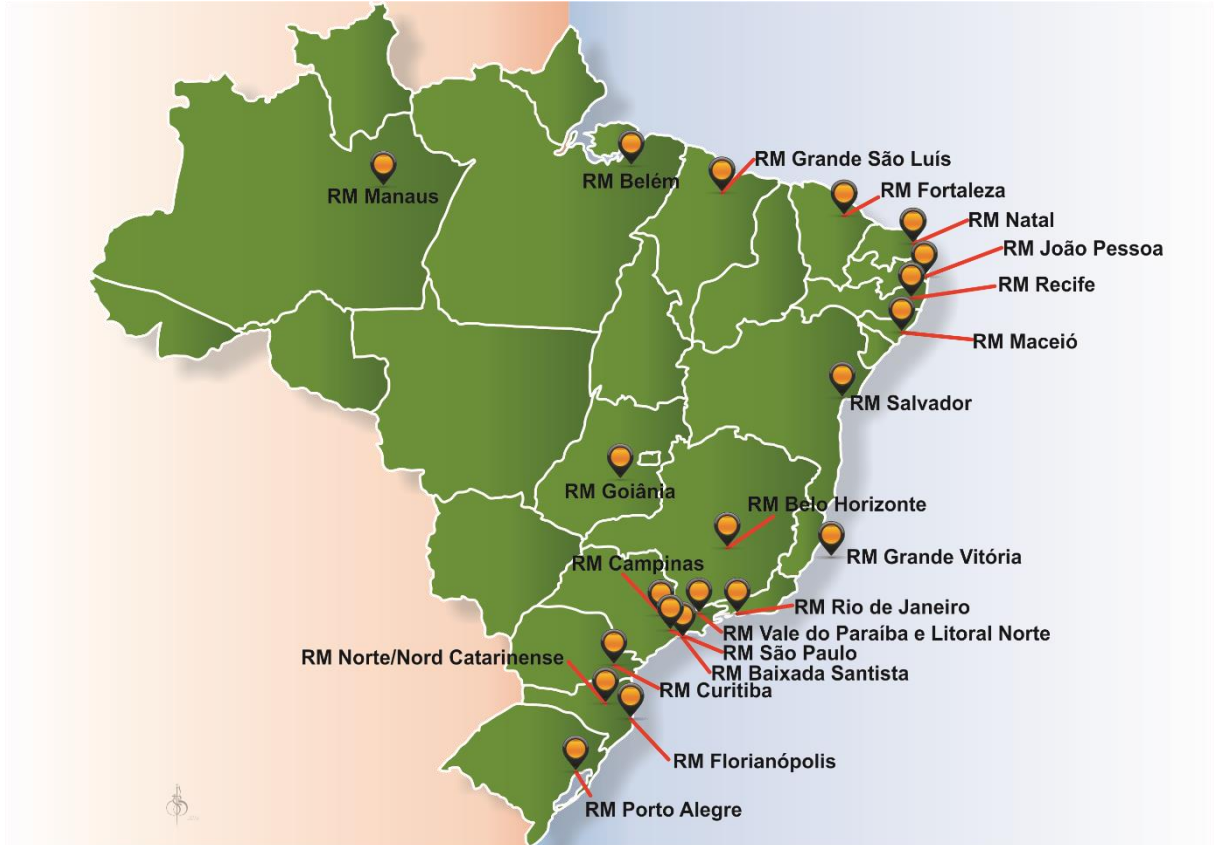 RM Grande São Luís
RM Belém
RM Manaus
RM Fortaleza
RM Natal
RM João Pessoa
RM Recife
RM Maceió
RM Salvador
RM Goiânia
RM Belo Horizonte
RM Grande Vitória
RM Campinas
RM Rio de Janeiro
RM Vale do Paraíba e Litoral Norte
RM São Paulo
RM Norte/Nord Catarinense
RM Baixada Santista
RM Curitiba
RM Florianópolis
RM Porto Alegre